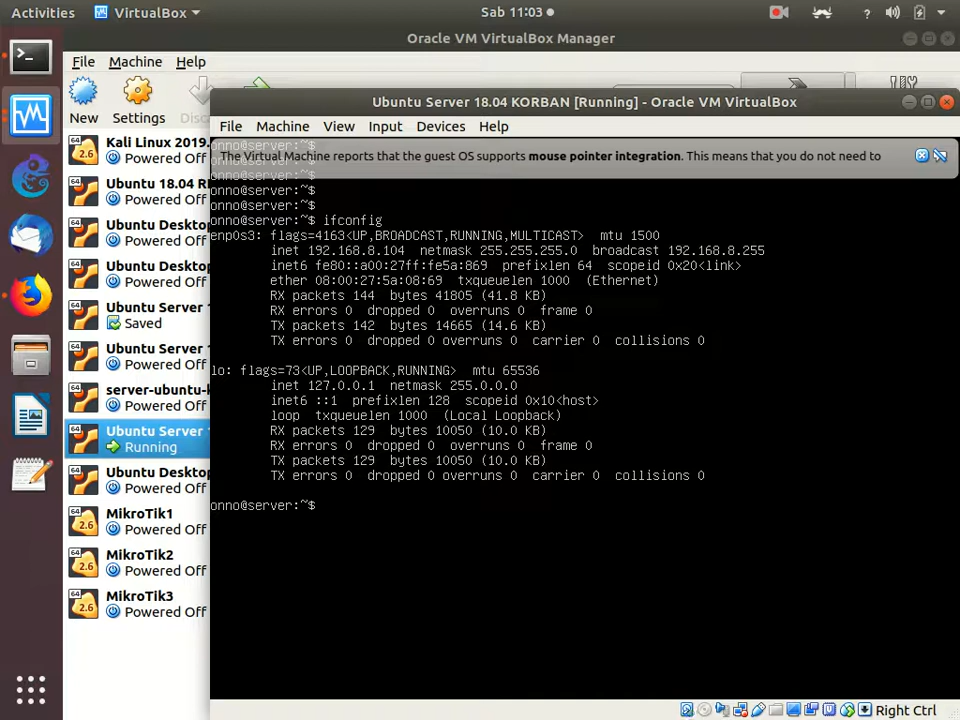 Activities
VirtualBox
Sab 11:03
Oracle VM VirtualBox Manager
File Machine Help
New
Settings
Kali Linux 2019.
Powered Off
Ubuntu 18.04
Powered Off
Ubuntu Desktop
Powered Off
Ubuntu Desktop
Powered Off
Ubuntu Server
Saved
Ubuntu Server
Powered Off
server-ubuntu-
Powered Off
Ubuntu Server
Running
Ubuntu Desktop
Powered Off
MikroTik1
Powered Off
MikroTik2
Powered Off
MikroTik3
Powered Off
Ubuntu Server 18.04 KORBAN [Running] - Oracle VM VirtualBox
File Machine View Input Devices Help
The Virtual Machine reports that the guest OS supports mouse pointer integration. This means that you do not need to
onno@server:~$
onno@server:~$
onno@server:~$
onno@server:~$
onno@server:~$ ifconfig
enp0s3: flags=4163<UP,BROADCAST,RUNNING,MULTICAST> mtu 1500
inet 192.168.8.104 netmask 255.255.255.0 broadcast 192.168.8.255
inet6 fe80::a00:27ff:fe5a:869 prefixlen 64 scopeid 0x20<link>
ether 08:00:27:5a:08:69 txqueuelen 1000 (Ethernet)
RX packets 144 bytes 41805 (41.8 KB)
RX errors 0 dropped 0 overruns 0 frame 0
TX packets 142 bytes 14665 (14.6 KB)
TX errors 0 dropped 0 overruns 0 carrier 0 collisions 0
lo: flags=73<UP,LOOPBACK,RUNNING> mtu 65536
inet 127.0.0.1 netmask 255.0.0.0
inet6 ::1 prefixlen 128 scopeid 0x10<host>
loop txqueuelen 1000 (Local Loopback)
RX packets 129 bytes 10050 (10.0 KB)
RX errors 0 dropped 0 overruns 0 frame 0
TX packets 129 bytes 10050 (10.0 KB)
TX errors 0 dropped 0 overruns 0 carrier 0 collisions 0
onno@server:~$
Right Ctrl